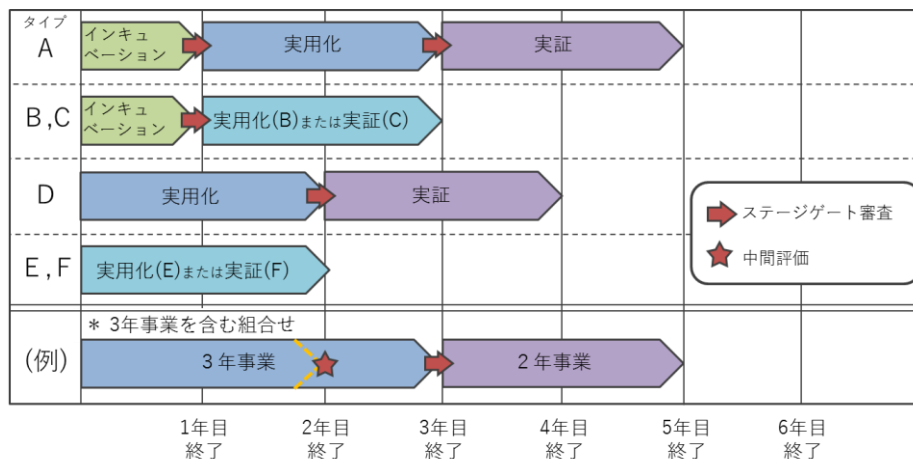 タイプ
A
インキュ
ベーション
実用化
実証
B,C
インキュ
ベーション
実用化(B)または実証(C)
D
実用化
実証
ステージゲート審査
中間評価
E,F
実用化(E)または実証(F)
(例)
* 3年事業を含む組合せ
3年事業
2年事業
1年目
終了
2年目
終了
3年目
終了
4年目
終了
5年目
終了
6年目
終了